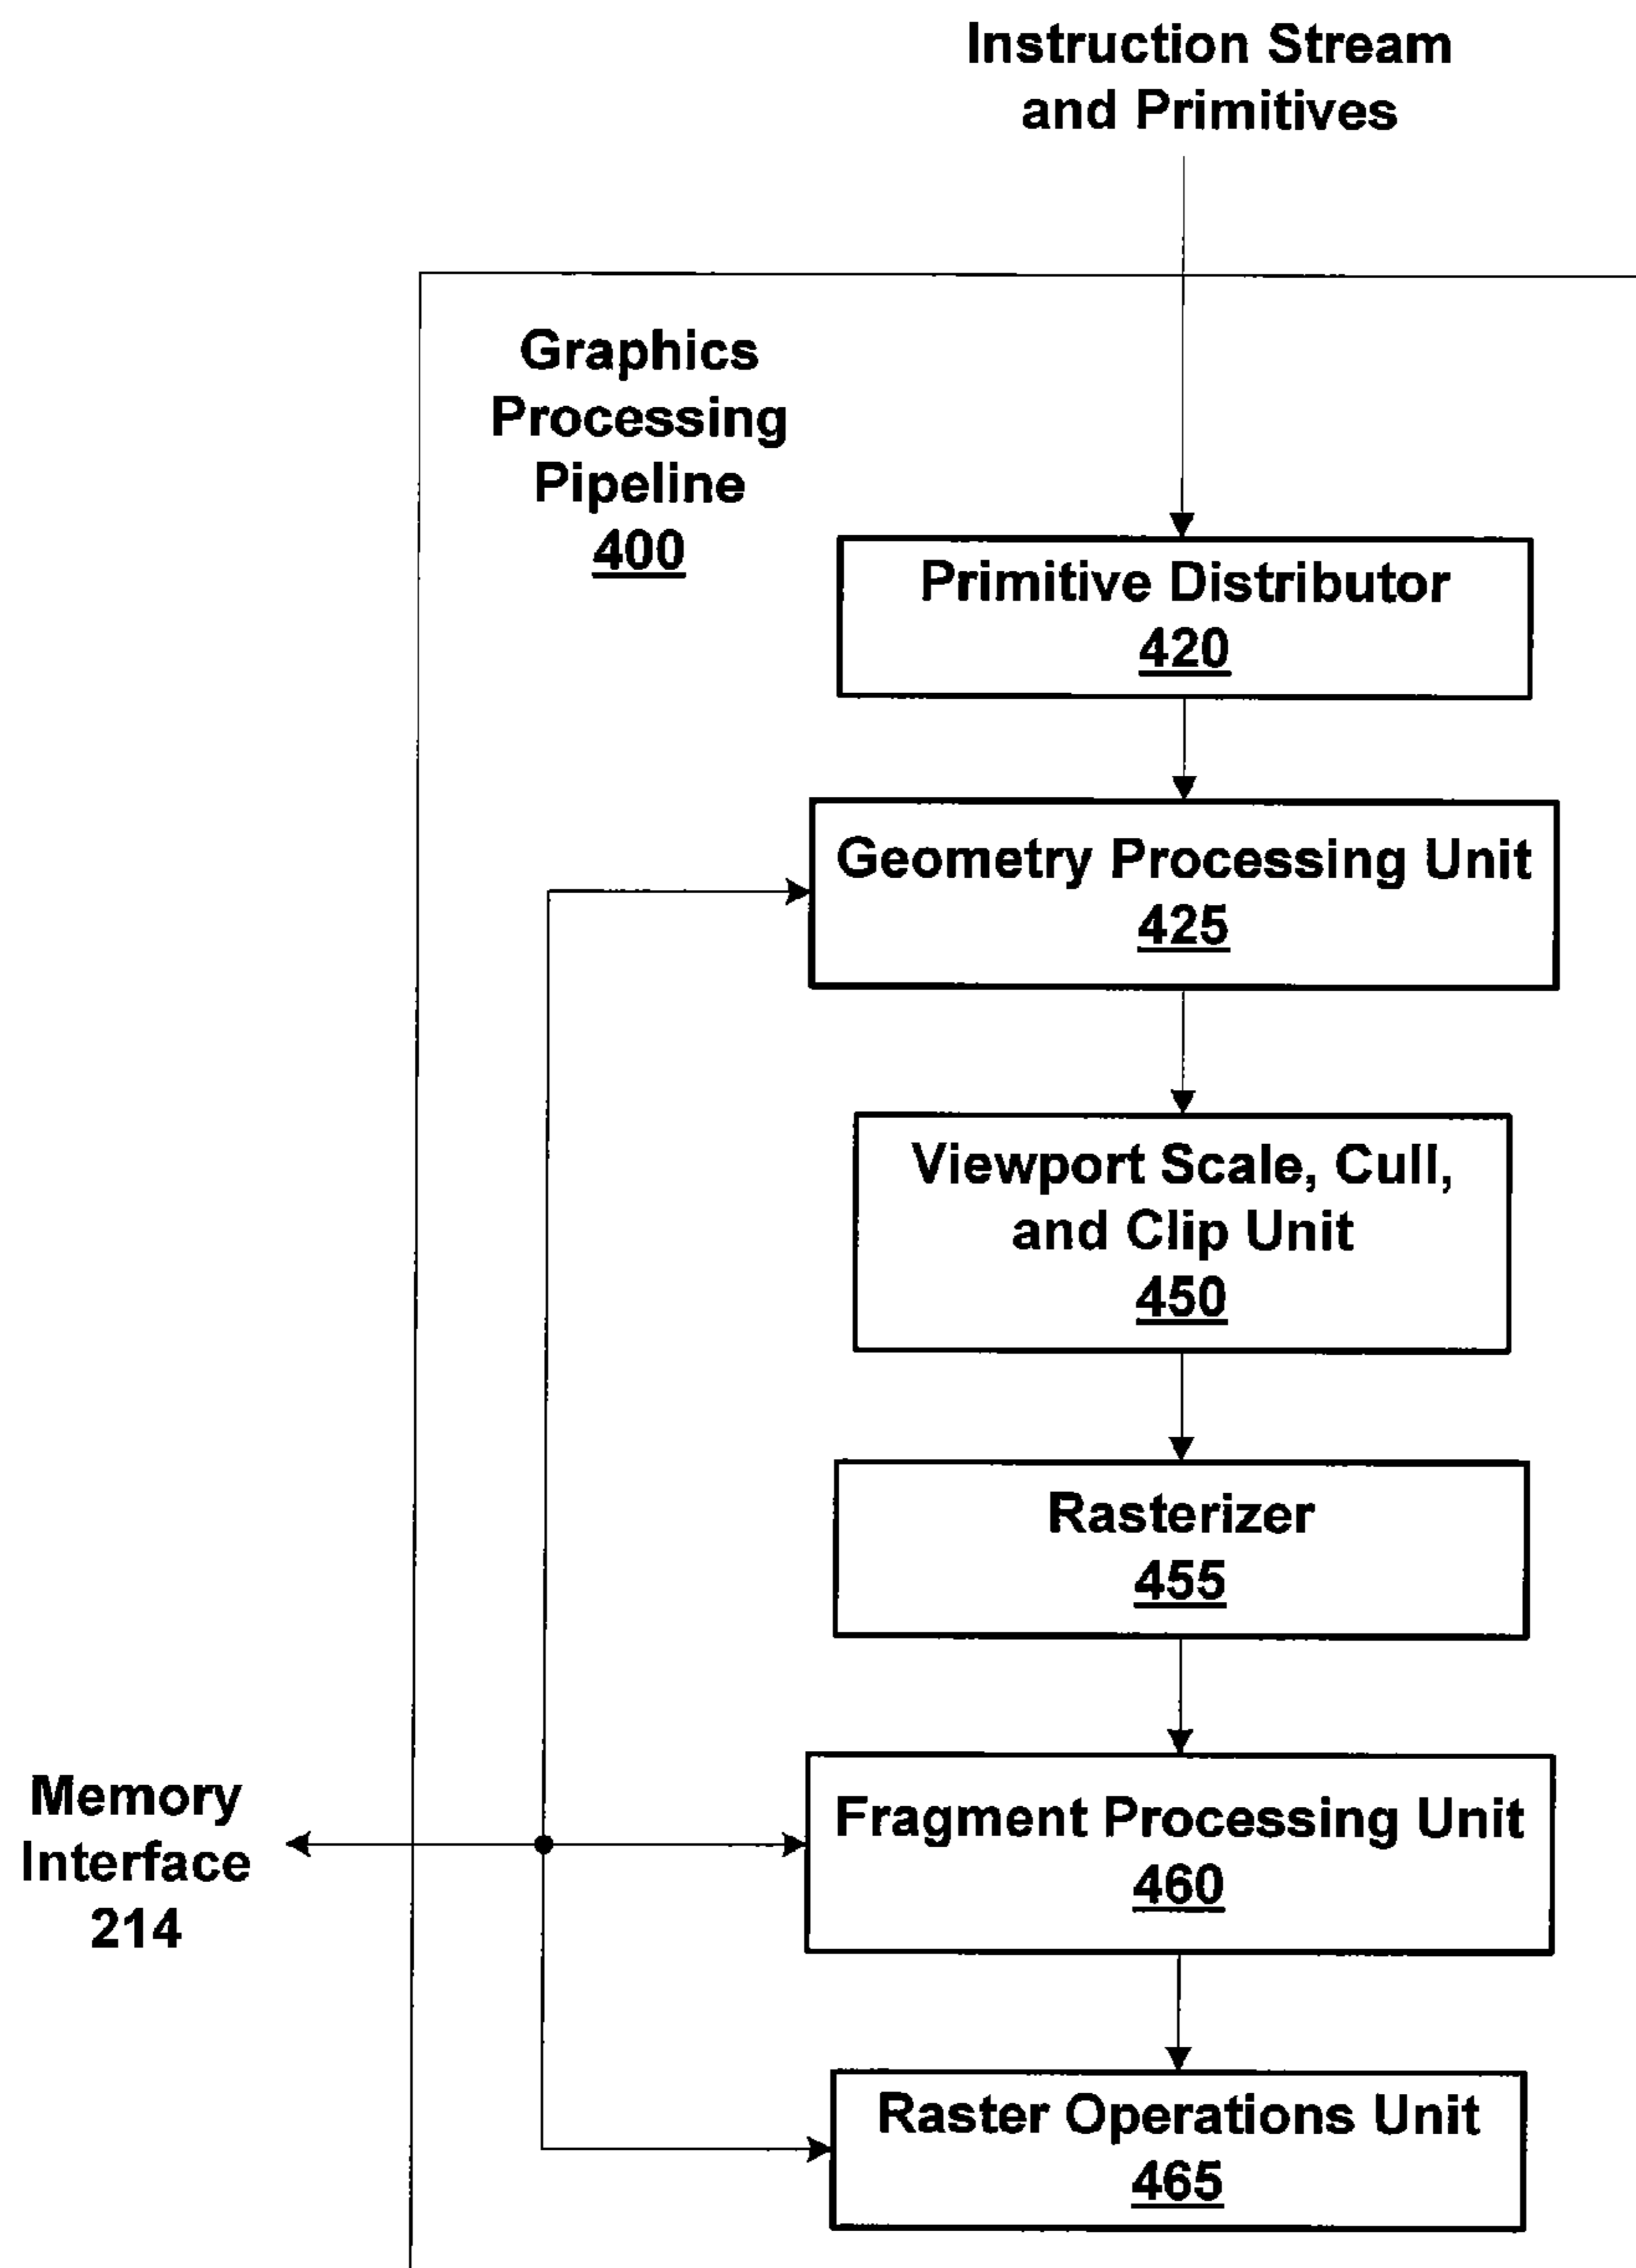 Instruction Stream
and Primitives
Graphics
Processing
Pipeline
400
Primitive Distributor
420
Geometry Processing Unit
425
Viewport Scale, Cull,
and Clip Unit
450
Rasterizer
455
Memory
Interface
214
Fragment Processing Unit
460
Raster Operations Unit
465